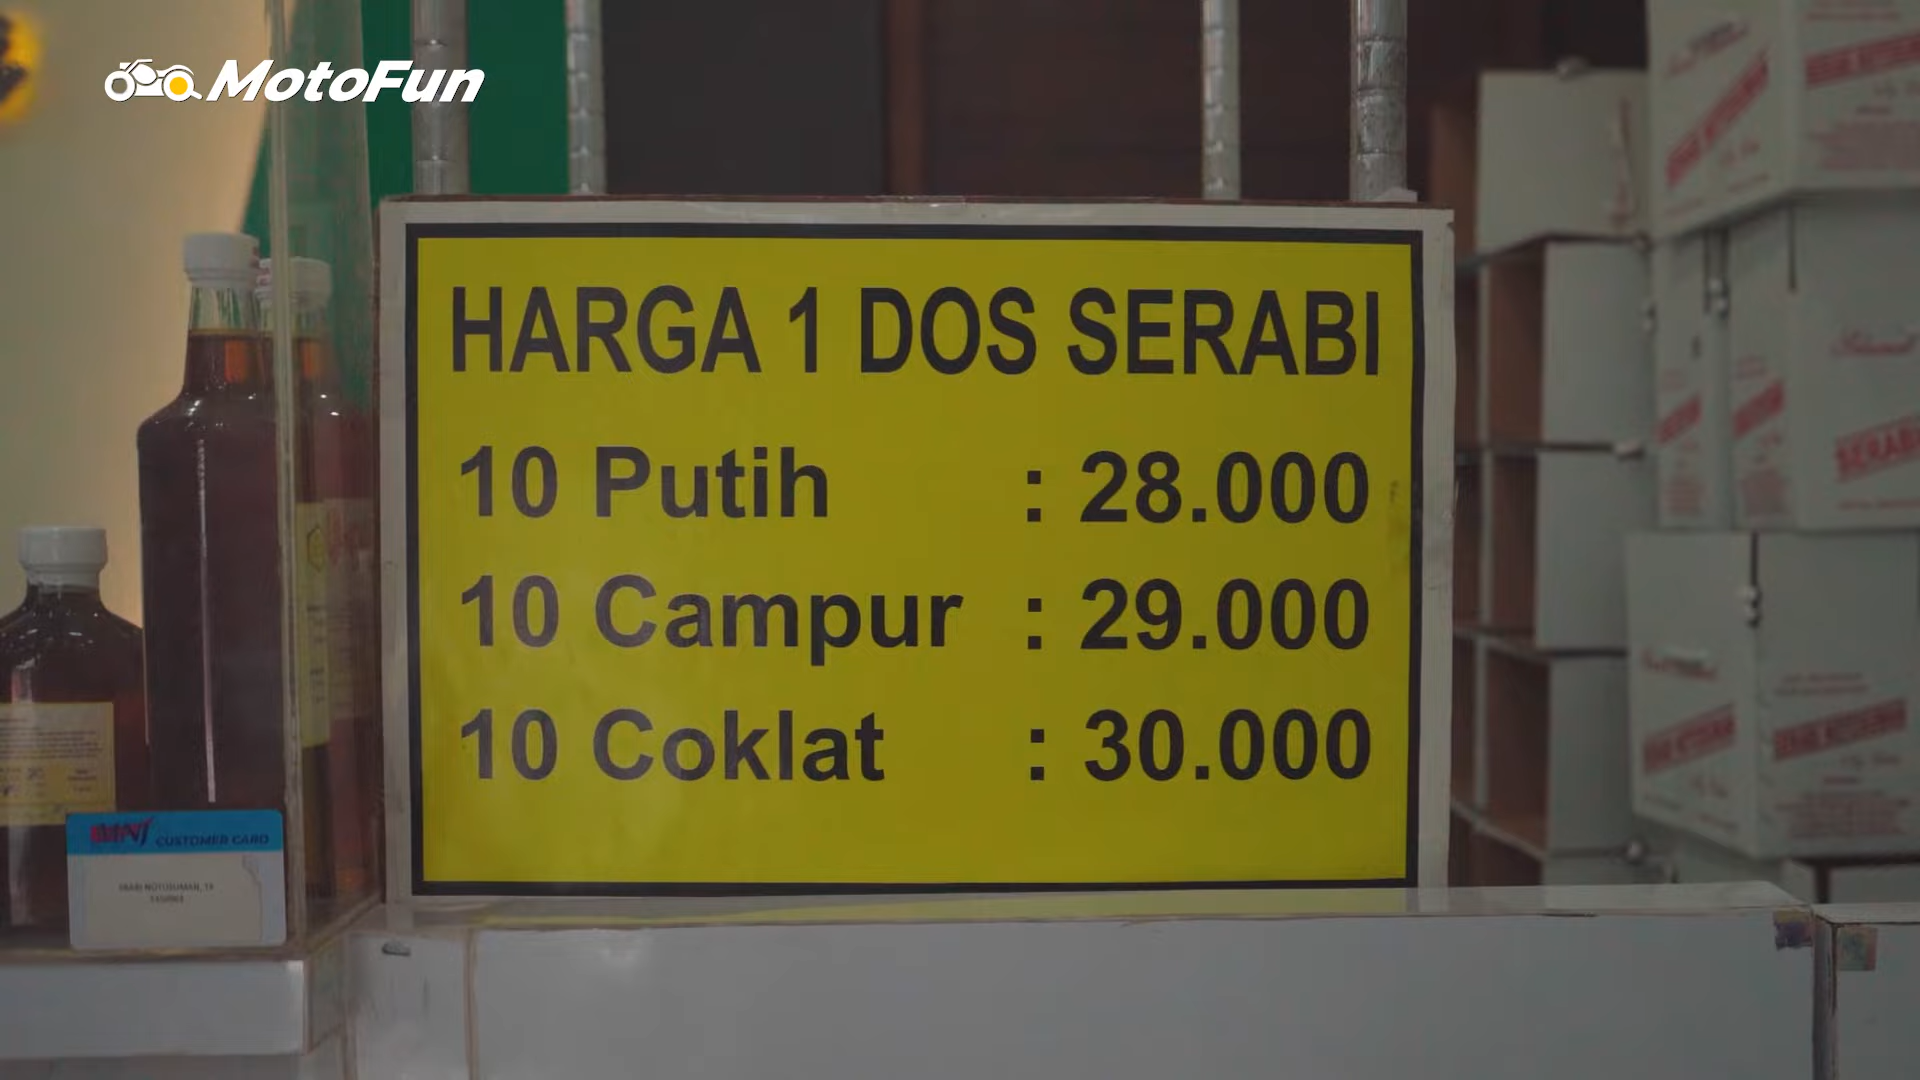 MotoFun
HARGA 1 DOS SERABI
10 Putih : 28.000
10 Campur : 29.000
10 Coklat : 30.000
CUSTOMER CARD
SERABI